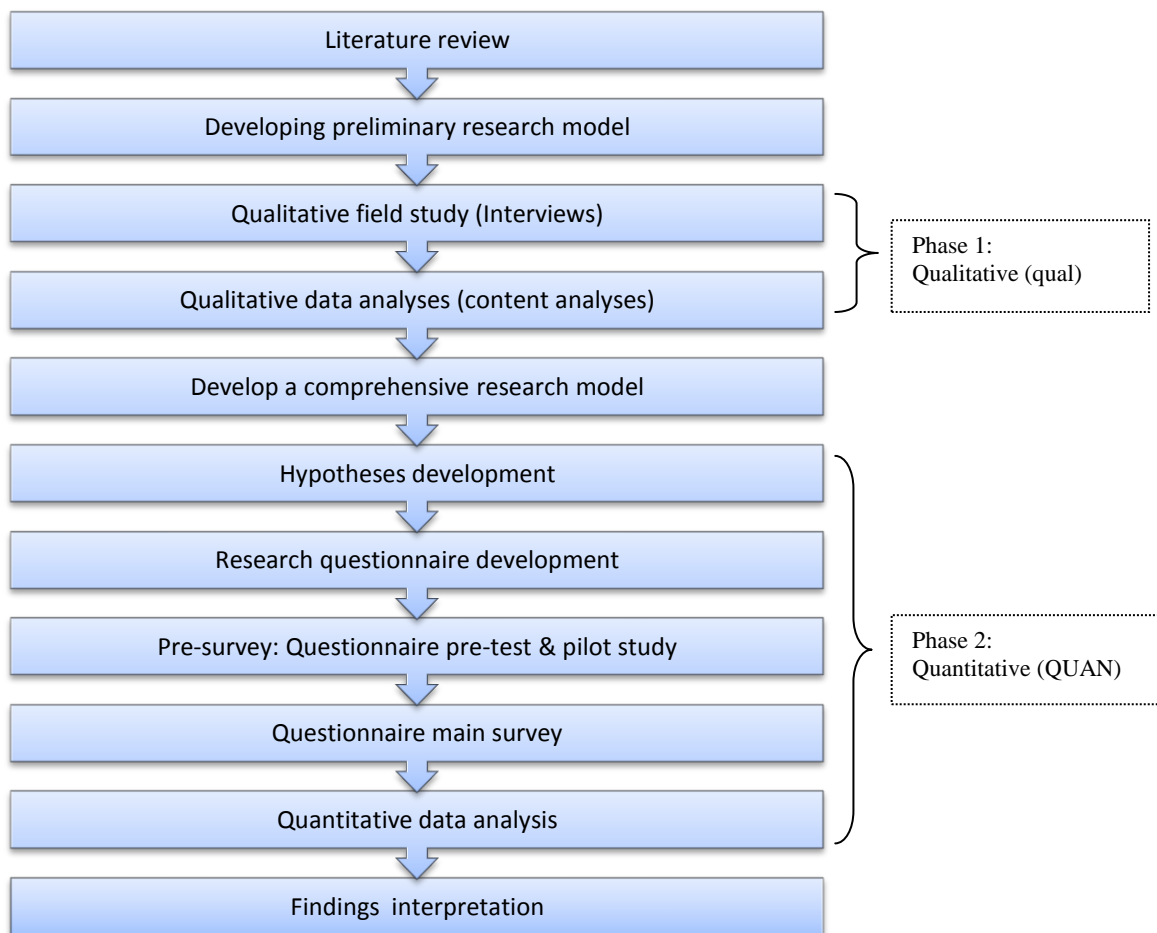 Literature review
Developing preliminary research model
Qualitative field study (Interviews)
Qualitative data analyses (content analyses)
Phase 1:
Qualitative (qual)
Develop a comprehensive research model
Hypotheses development
Research questionnaire development
Pre-survey: Questionnaire pre-test & pilot study
Questionnaire main survey
Quantitative data analysis
Phase 2:
Quantitative (QUAN)
Findings interpretation